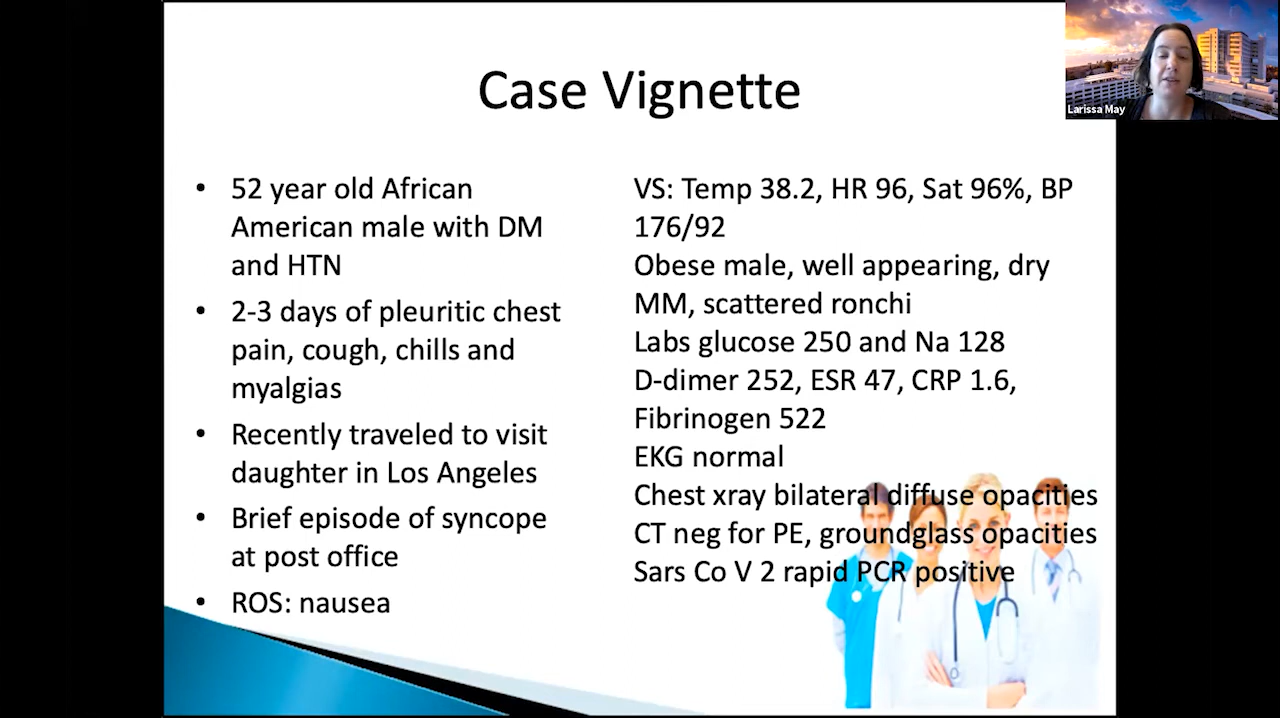 Case Vignette
Larissa May
• 52 year old African
American male with DM
and HTN
• 2-3 days of pleuritic chest
pain, cough, chills and
myalgias
• Recently traveled to visit
daughter in Los Angeles
• Brief episode of syncope
at post office
• ROS: nausea
VS: Temp 38.2, HR 96, Sat 96%, BP
176/92
Obese male, well appearing, dry
MM, scattered ronchi
Labs glucose 250 and Na 128
D-dimer 252, ESR 47, CRP 1.6,
Fibrinogen 522
EKG normal
Chest xray bilateral diffuse opacities
CT neg for PE, groundglass opacities
Sars Co V 2 rapid PCR positive